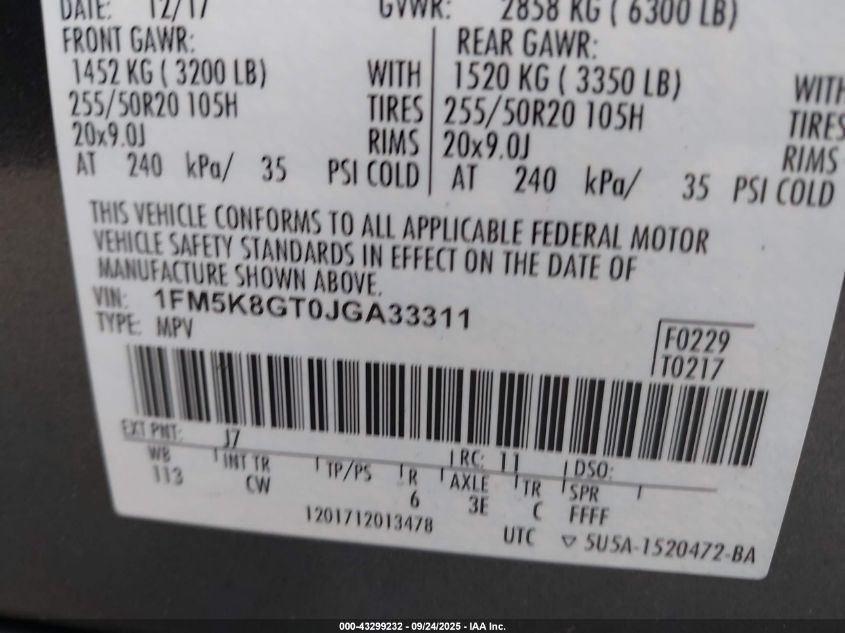 DATE: 12/17 GVWR: 2858 KG ( 6300 LB)
FRONT GAWR: REAR GAWR:
1452 KG ( 3200 LB) WITH 1520 KG ( 3350 LB) WITH
255/50R20 105H TIRES 255/50R20 105H TIRES
20x9.0J RIMS 20x9.0J RIMS
AT 240 kPa/ 35 PSI COLD AT 240 kPa/ 35 PSI COLD
THIS VEHICLE CONFORMS TO ALL APPLICABLE FEDERAL MOTOR
VEHICLE SAFETY STANDARDS IN EFFECT ON THE DATE OF
MANUFACTURE SHOWN ABOVE.
VIN: 1FM5K8GT0JGA33311
TYPE: MPV
F0229
T0217
EXT PNT: J7 RC: 11 DSO:
WB INT TR TP/PS R AXLE TR SPR
113 CW 6 3E C FFFF
1201712013478 UTC ▽ 5U5A-1520472-BA
000-43299232 - 09/24/2025 - IAA Inc.